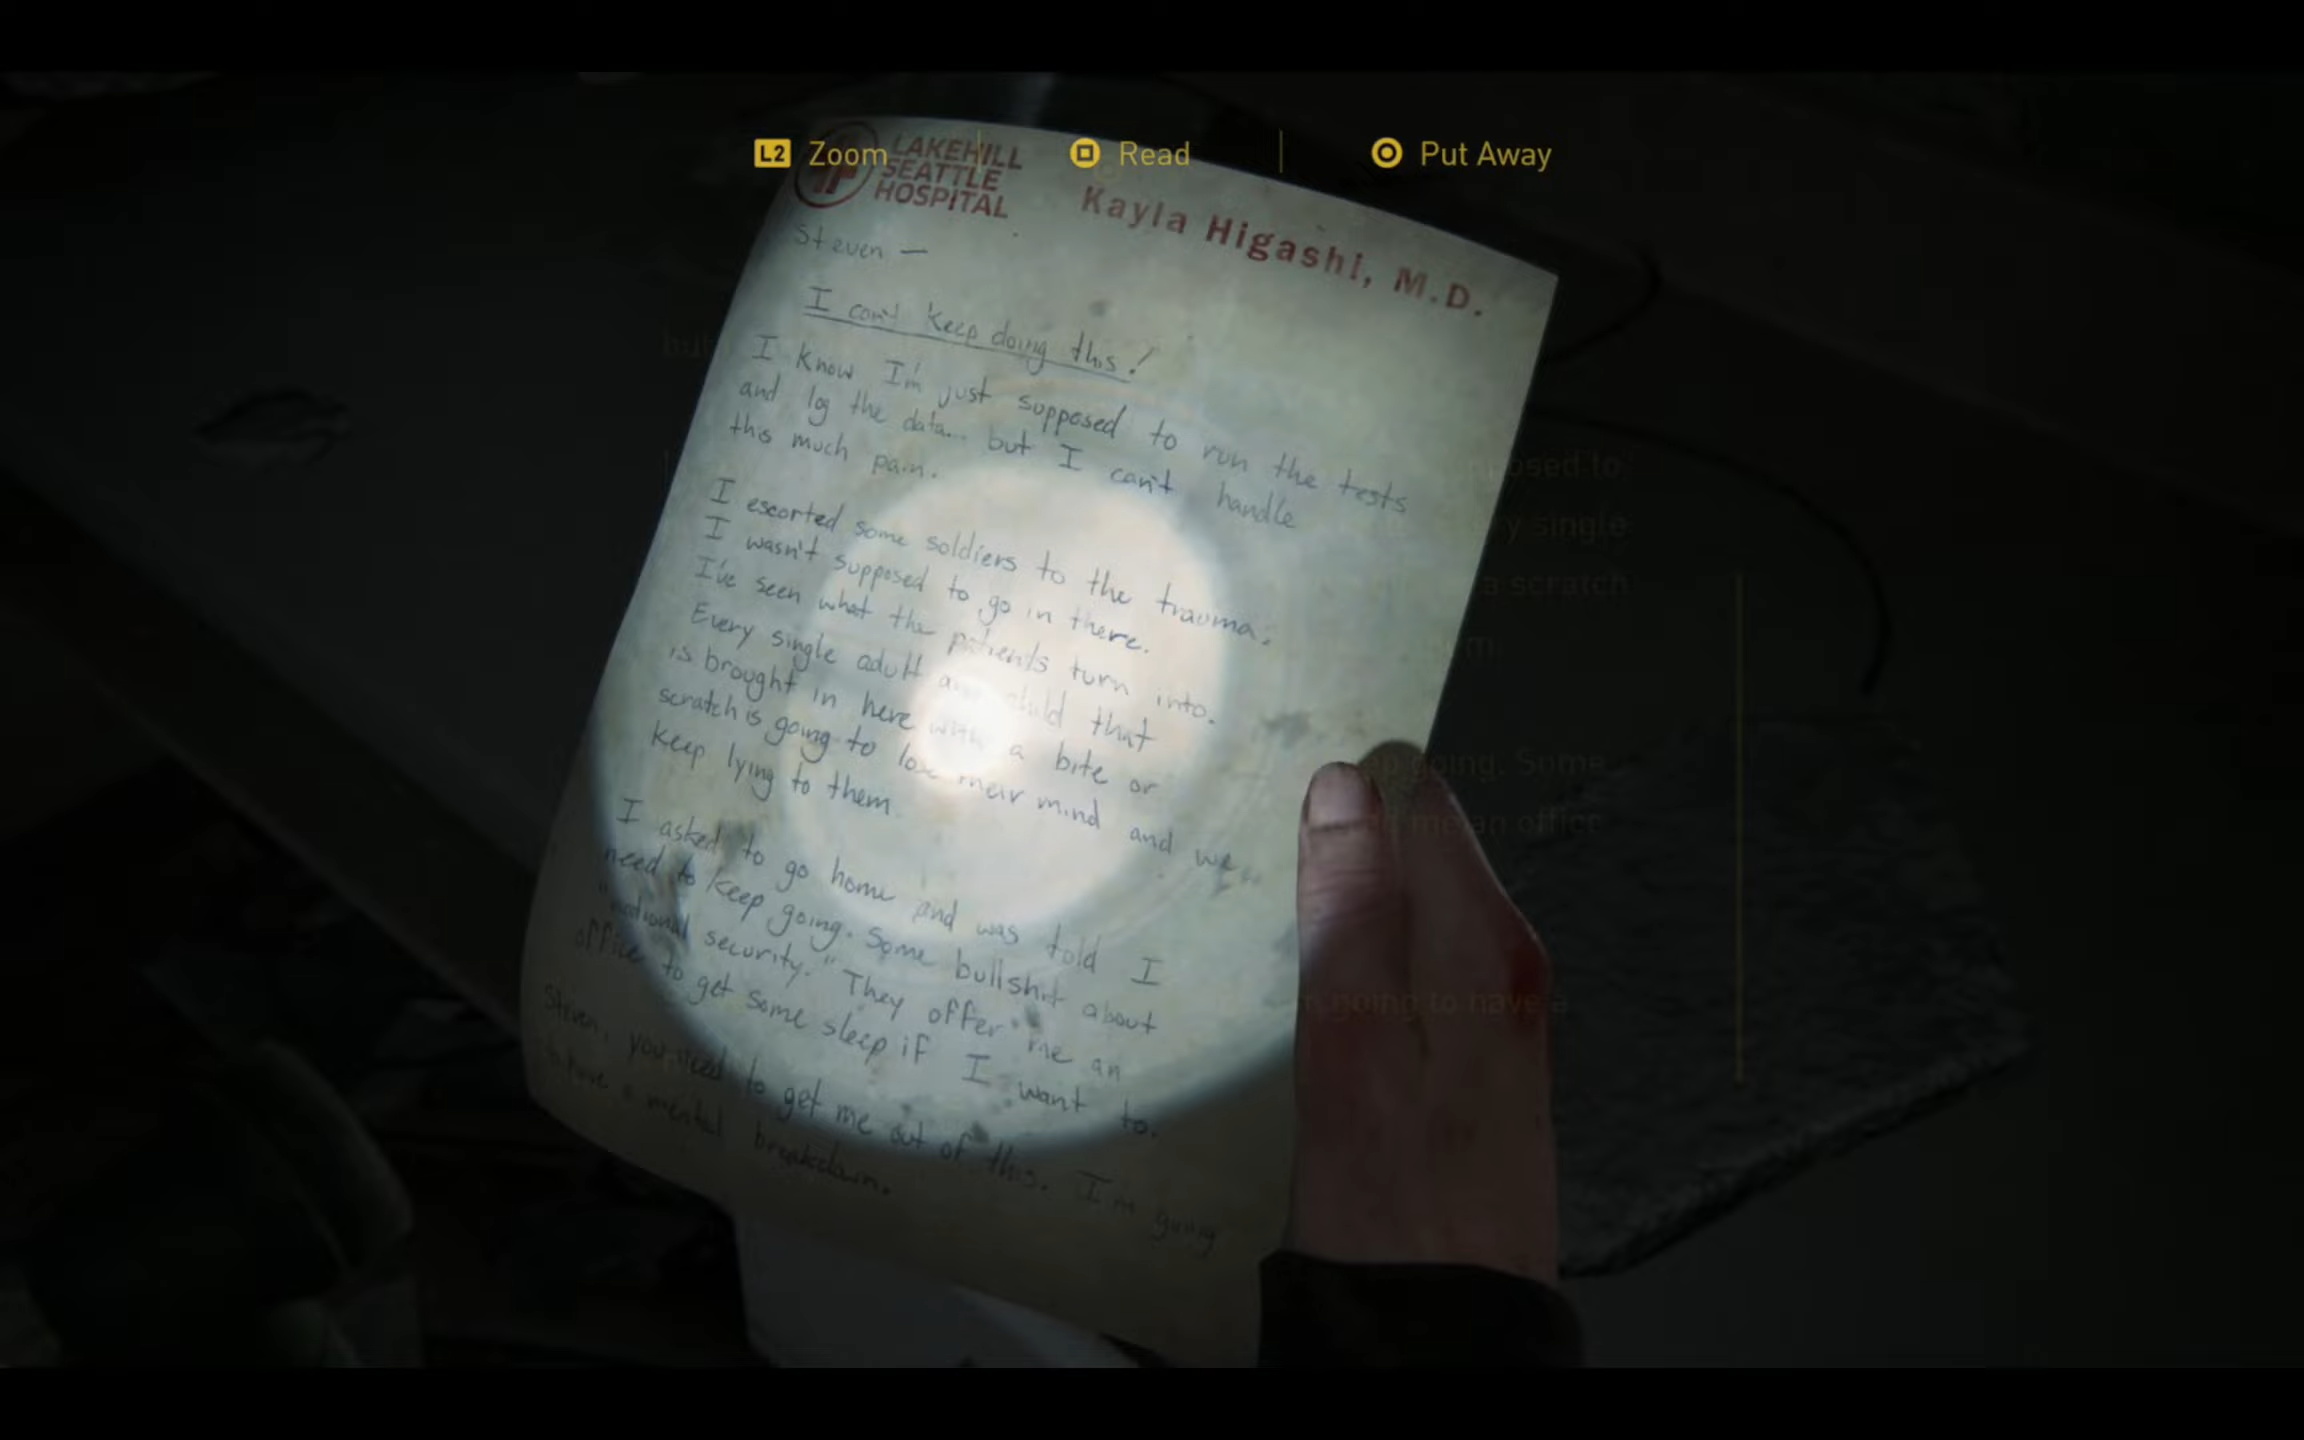 L2 Zoom
Read
Put Away
LAKEHILL
SEATTLE
HOSPITAL
Kayla Higashi, M.D.
Steven —
I can't keep doing this!
I know I'm just supposed to run the tests
and log the data... but I can't handle
this much pain.
I escorted some soldiers to the trauma.
I wasn't supposed to go in there.
I've seen what the patients turn into.
Every single adult and child that
is brought in here with a bite or
scratch is going to lose their mind and we
keep lying to them.
I asked to go home and was told I
need to keep going. Some bullshit about
"national security." They offer me an
office to get some sleep if I want to.
Steven, you need to get me out of this. I'm going
to have a mental breakdown.